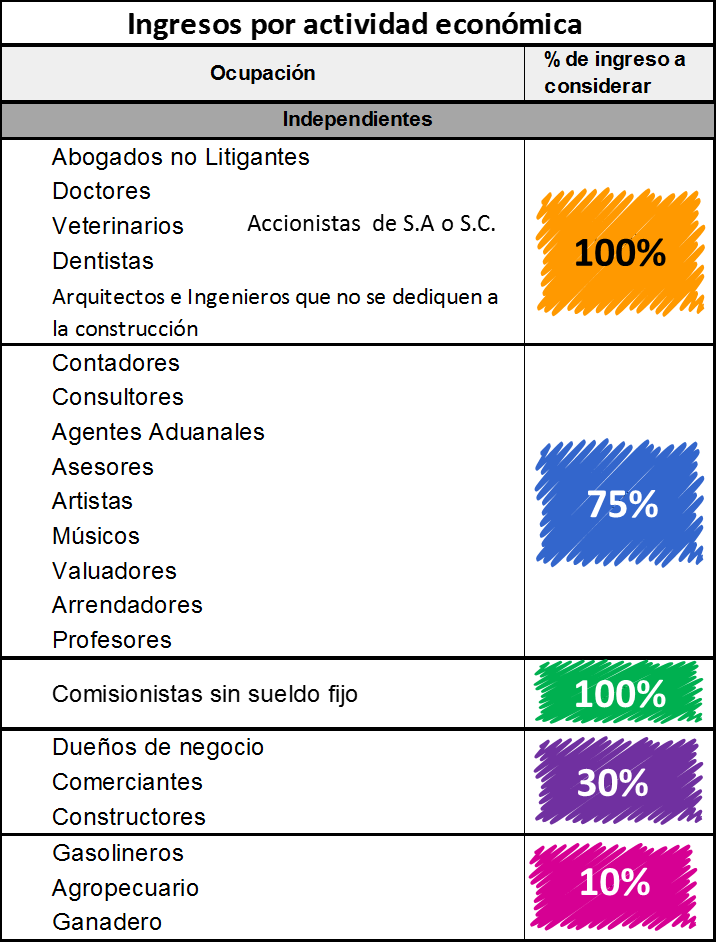 Ingresos por actividad económica
Ocupación
% de ingreso a
considerar
Independientes
Abogados no Litigantes
Doctores
Veterinarios
Accionistas de S.A o S.C.
Dentistas
Arquitectos e Ingenieros que no se dediquen a
la construcción
100%
Contadores
Consultores
Agentes Aduanales
Asesores
Artistas
Músicos
Valuadores
Arrendadores
Profesores
75%
Comisionistas sin sueldo fijo
100%
Dueños de negocio
Comerciantes
Constructores
30%
Gasolineros
Agropecuario
Ganadero
10%